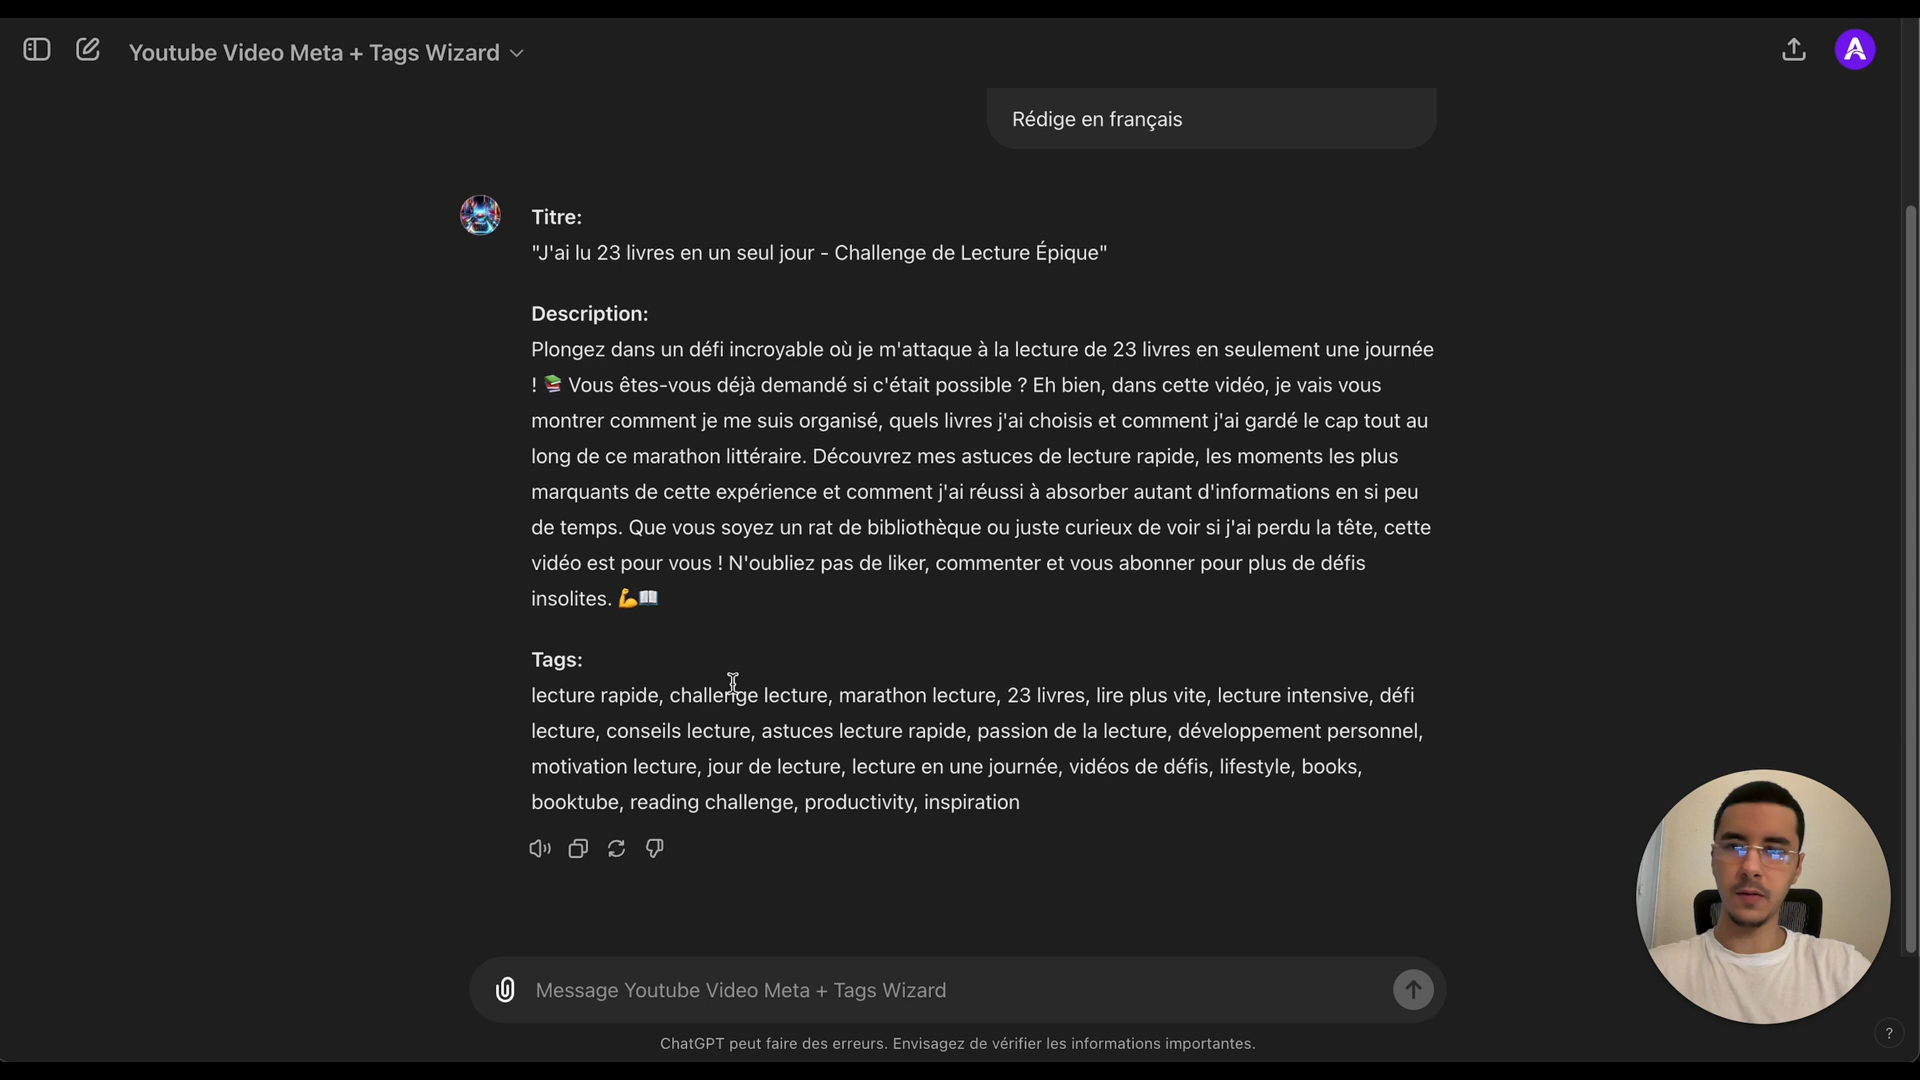 Youtube Video Meta + Tags Wizard
A
Rédige en français
Titre:
"J'ai lu 23 livres en un seul jour - Challenge de Lecture Épique"
Description:
Plongez dans un défi incroyable où je m'attaque à la lecture de 23 livres en seulement une journée
! 📚 Vous êtes-vous déjà demandé si c'était possible ? Eh bien, dans cette vidéo, je vais vous
montrer comment je me suis organisé, quels livres j'ai choisis et comment j'ai gardé le cap tout au
long de ce marathon littéraire. Découvrez mes astuces de lecture rapide, les moments les plus
marquants de cette expérience et comment j'ai réussi à absorber autant d'informations en si peu
de temps. Que vous soyez un rat de bibliothèque ou juste curieux de voir si j'ai perdu la tête, cette
vidéo est pour vous ! N'oubliez pas de liker, commenter et vous abonner pour plus de défis
insolites. 💪📖
Tags:
lecture rapide, challenge lecture, marathon lecture, 23 livres, lire plus vite, lecture intensive, défi
lecture, conseils lecture, astuces lecture rapide, passion de la lecture, développement personnel,
motivation lecture, jour de lecture, lecture en une journée, vidéos de défis, lifestyle, books,
booktube, reading challenge, productivity, inspiration
Message Youtube Video Meta + Tags Wizard
ChatGPT peut faire des erreurs. Envisagez de vérifier les informations importantes.
?